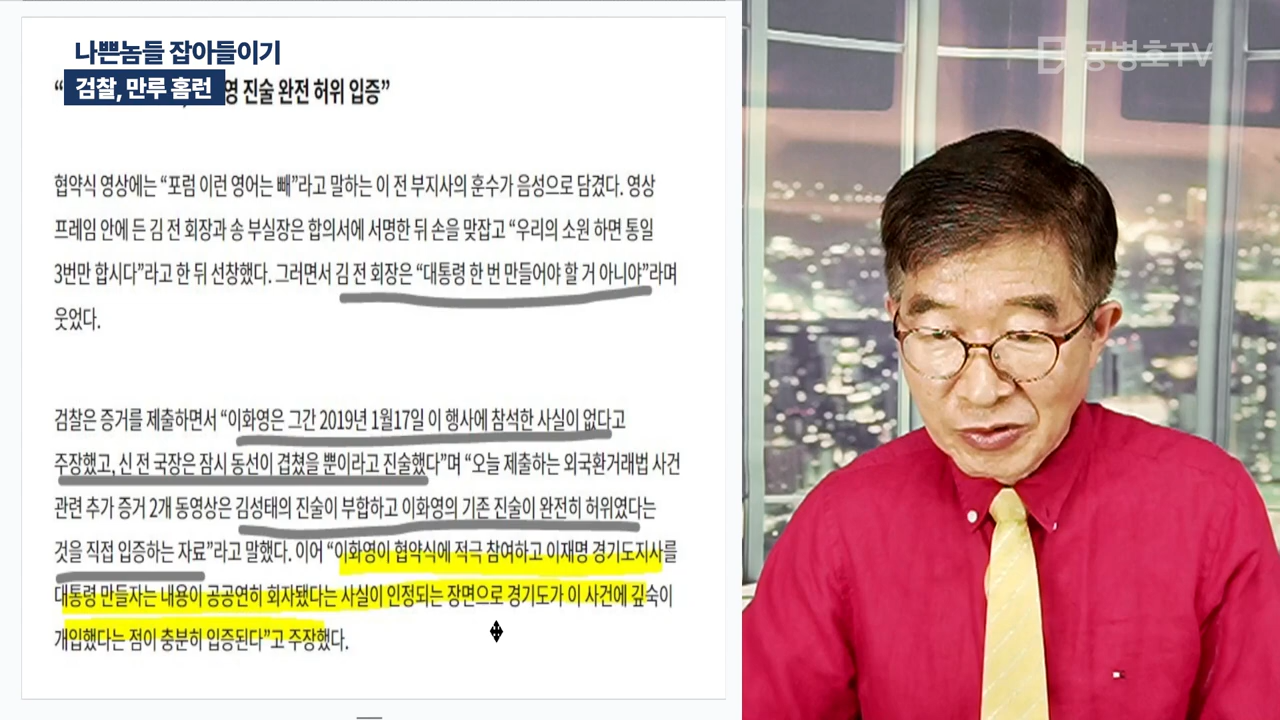 나쁜놈들 잡아들이기
검찰, 만루 홈런
공병호TV
“ 영 진술 완전 허위 입증”
협약식 영상에는 “포럼 이런 영어는 빼”라고 말하는 이 전 부지사의 훈수가 음성으로 담겼다. 영상
프레임 안에 든 김 전 회장과 송 부실장은 합의서에 서명한 뒤 손을 맞잡고 “우리의 소원 하면 통일
3번만 합시다”라고 한 뒤 선창했다. 그러면서 김 전 회장은 “대통령 한 번 만들어야 할 거 아니야”라며
웃었다.
검찰은 증거를 제출하면서 “이화영은 그간 2019년 1월17일 이 행사에 참석한 사실이 없다고
주장했고, 신 전 국장은 잠시 동선이 겹쳤을 뿐이라고 진술했다”며 “오늘 제출하는 외국환거래법 사건
관련 추가 증거 2개 동영상은 김성태의 진술이 부합하고 이화영의 기존 진술이 완전히 허위였다는
것을 직접 입증하는 자료”라고 말했다. 이어 “이화영이 협약식에 적극 참여하고 이재명 경기도지사를
대통령 만들자는 내용이 공공연히 회자됐다는 사실이 인정되는 장면으로 경기도가 이 사건에 깊숙이
개입했다는 점이 충분히 입증된다”고 주장했다.